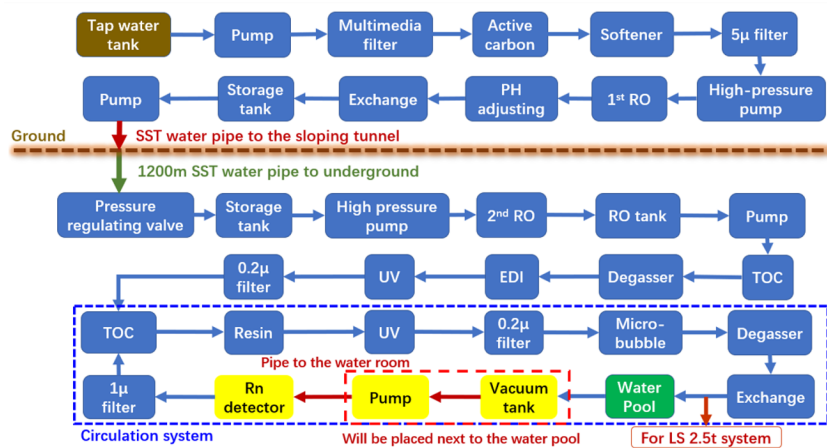 Tap water
tank
Pump
Multimedia
filter
Active
carbon
Softener
5μ filter
Pump
Storage
tank
Exchange
PH
adjusting
1st RO
High-pressure
pump
Ground
SST water pipe to the sloping tunnel
1200m SST water pipe to underground
Pressure
regulating valve
Storage
tank
High pressure
pump
2nd RO
RO tank
Pump
0.2μ
filter
UV
EDI
Degasser
TOC
TOC
Resin
UV
0.2μ
filter
Micro-
bubble
Degasser
Pipe to the water room
1μ
filter
Rn
detector
Pump
Vacuum
tank
Water
Pool
Exchange
Circulation system
Will be placed next to the water pool
For LS 2.5t system